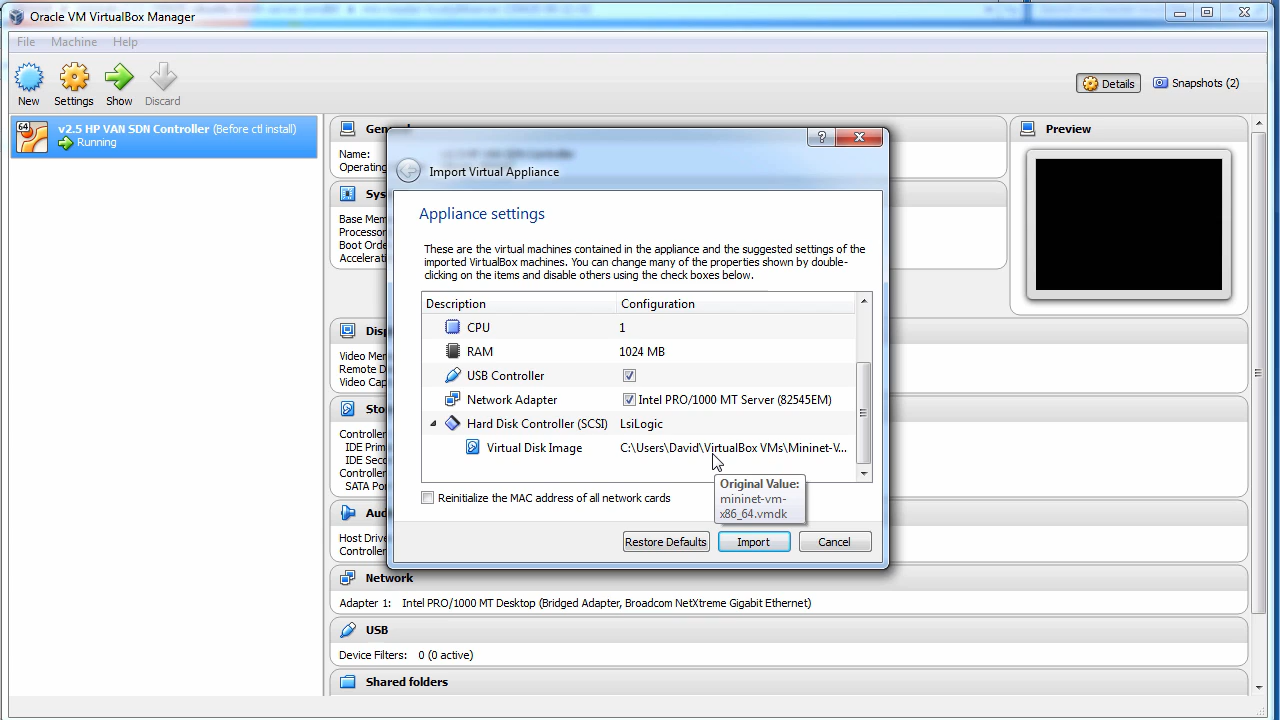 Oracle VM VirtualBox Manager
File Machine Help
New Settings Show Discard
Details Snapshots (2)
64 v2.5 HP VAN SDN Controller (Before ctl install)
Running
Preview
Name:
Operating
Base Mem
Processor
Boot Orde
Accelerati
Video Mem
Remote D
Video Cap
Controller
IDE Prim
IDE Sec
Controller
SATA Por
Host Drive
Controller
? 
Import Virtual Appliance
Appliance settings
These are the virtual machines contained in the appliance and the suggested settings of the
imported VirtualBox machines. You can change many of the properties shown by double-
clicking on the items and disable others using the check boxes below.
Description Configuration
CPU 1
RAM 1024 MB
USB Controller
Network Adapter Intel PRO/1000 MT Server (82545EM)
Hard Disk Controller (SCSI) LsiLogic
Virtual Disk Image C:\Users\David\VirtualBox VMs\Mininet-V...
Original Value:
mininet-vm-
x86_64.vmdk
Reinitialize the MAC address of all network cards
Restore Defaults Import Cancel
Network
Adapter 1: Intel PRO/1000 MT Desktop (Bridged Adapter, Broadcom NetXtreme Gigabit Ethernet)
USB
Device Filters: 0 (0 active)
Shared folders